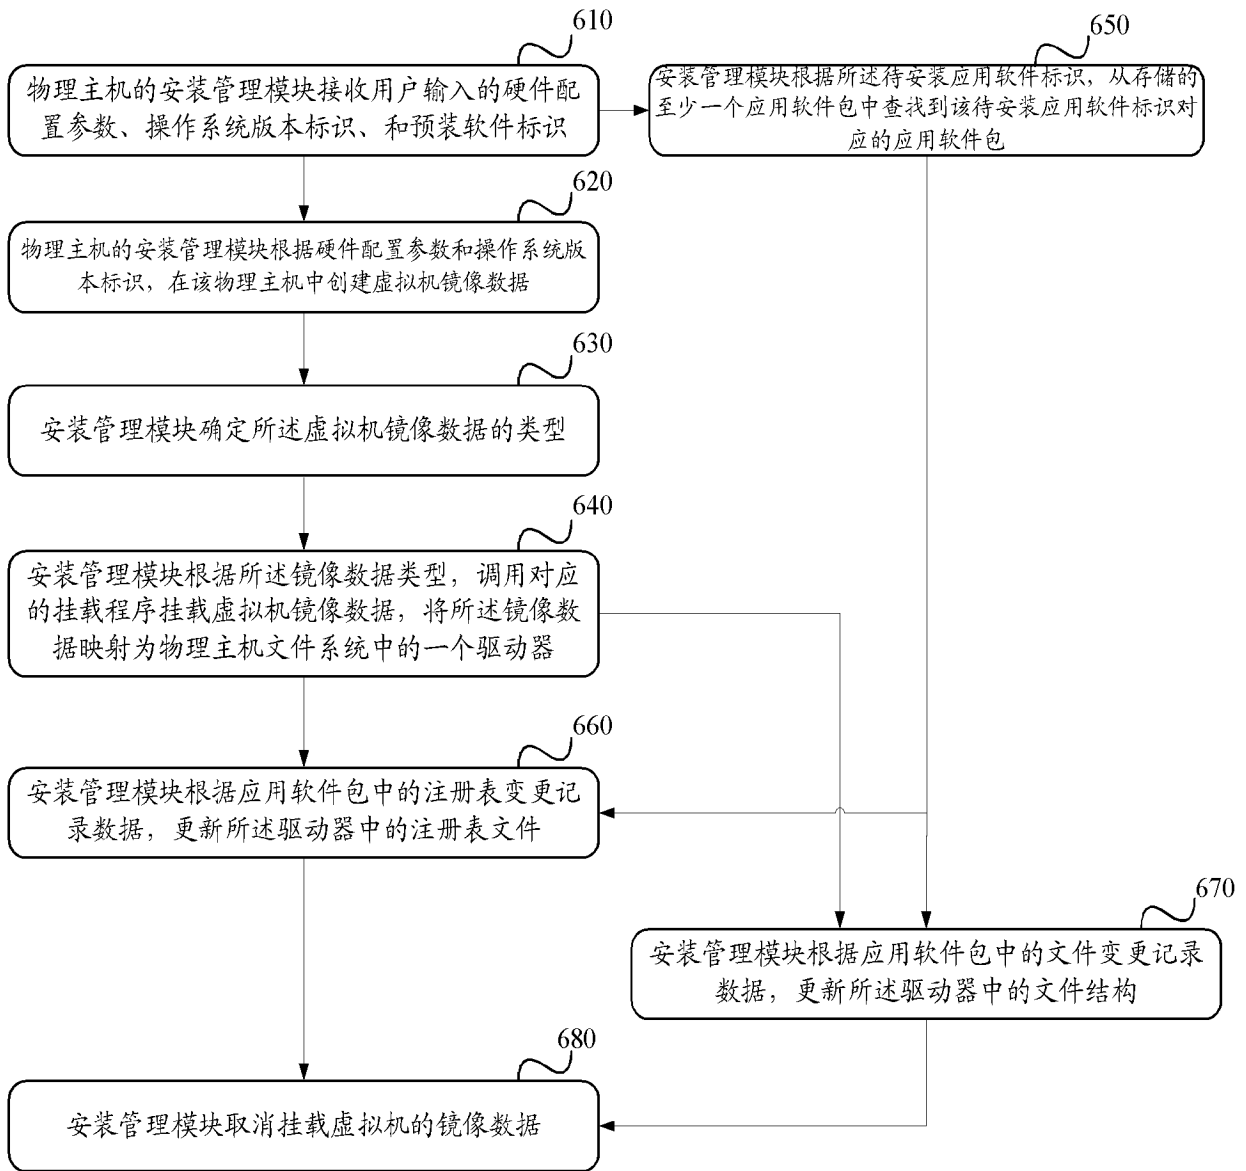 610
物理主机的安装管理模块接收用户输入的硬件配
置参数、操作系统版本标识、和预装软件标识
650
安装管理模块根据所述待安装应用软件标识，从存储的
至少一个应用软件包中查找到该待安装应用软件标识对
应的应用软件包
620
物理主机的安装管理模块根据硬件配置参数和操作系统版
本标识，在该物理主机中创建虚拟机镜像数据
630
安装管理模块确定所述虚拟机镜像数据的类型
640
安装管理模块根据所述镜像数据类型，调用对应
的挂载程序挂载虚拟机镜像数据，将所述镜像数
据映射为物理主机文件系统中的一个驱动器
660
安装管理模块根据应用软件包中的注册表变更记
录数据，更新所述驱动器中的注册表文件
670
安装管理模块根据应用软件包中的文件变更记录
数据，更新所述驱动器中的文件结构
680
安装管理模块取消挂载虚拟机的镜像数据